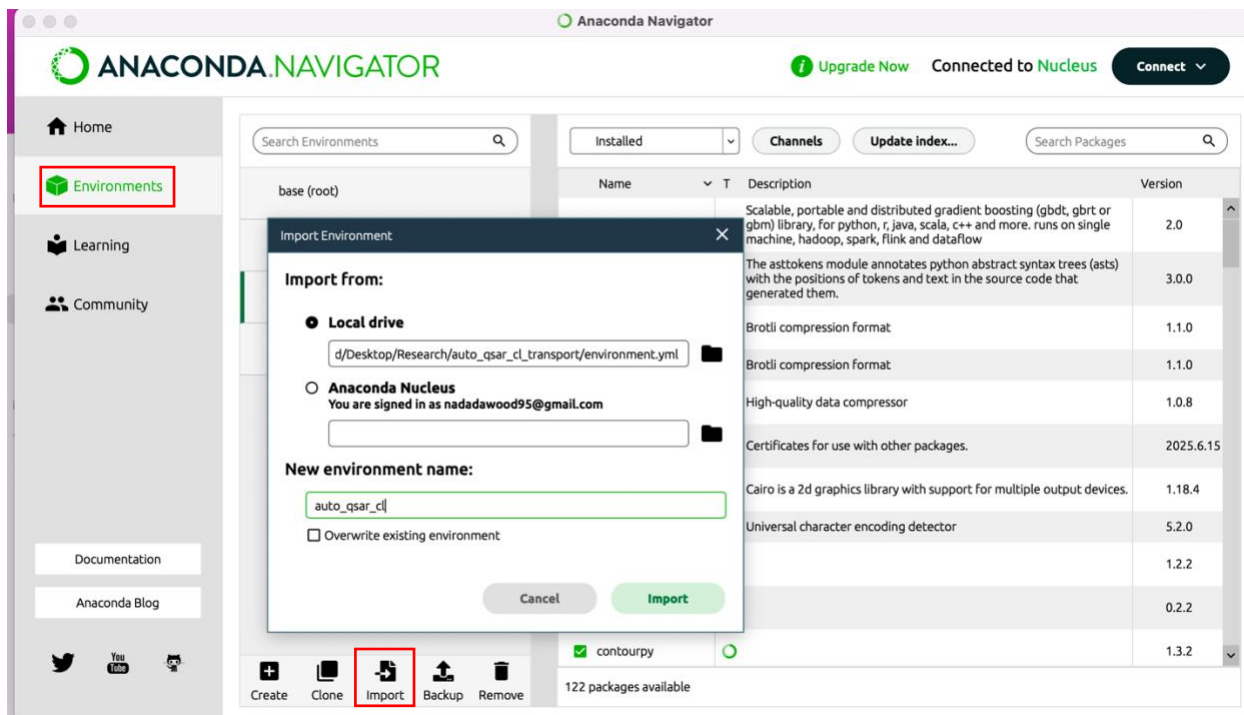 Anaconda Navigator
ANACONDA.NAVIGATOR
i Upgrade Now
Connected to Nucleus
Connect
Home
Environments
Learning
Community
Documentation
Anaconda Blog
You
Tube
Search Environments
base (root)
Create
Clone
Import
Backup
Remove
Import Environment
Import from:
Local drive
d/Desktop/Research/auto_qsar_cl_transport/environment.yml
Anaconda Nucleus
You are signed in as nadadawood95@gmail.com
New environment name:
auto_qsar_cl
Overwrite existing environment
Cancel
Import
Installed
Channels
Update index...
Search Packages
Name T Description Version
Scalable, portable and distributed gradient boosting (gbdt, gbrt or
gbm) library, for python, r, java, scala, c++ and more. runs on single
machine, hadoop, spark, flink and dataflow
2.0
The asttokens module annotates python abstract syntax trees (asts)
with the positions of tokens and text in the source code that
generated them.
3.0.0
Brotli compression format 1.1.0
Brotli compression format 1.1.0
High-quality data compressor 1.0.8
Certificates for use with other packages. 2025.6.15
Cairo is a 2d graphics library with support for multiple output devices. 1.18.4
Universal character encoding detector 5.2.0
1.2.2
0.2.2
contourpy 1.3.2
122 packages available